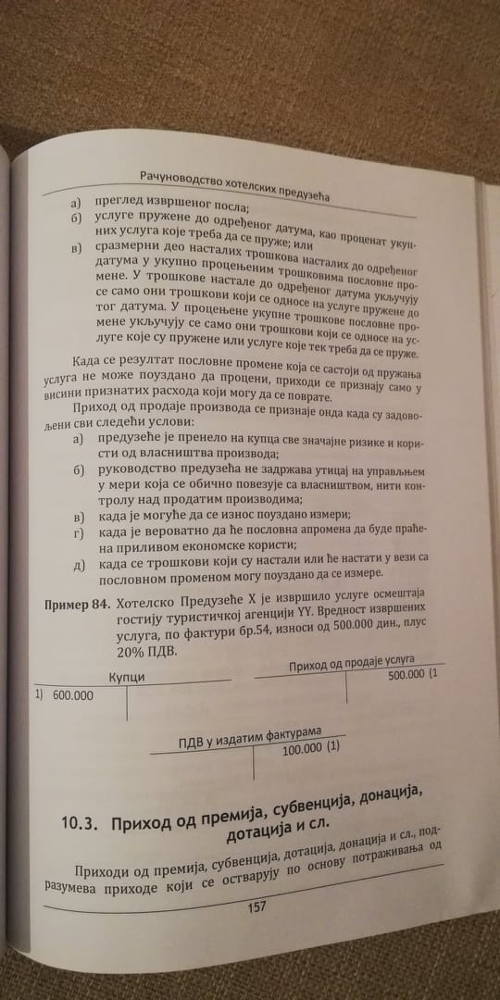 Рачуноводство хотелских предузећа
а) преглед извршеног посла;
б) услуге пружене до одређеног датума, као проценат укуп-
них услуга које треба да се пруже; или
в) сразмерни део насталих трошкова насталих до одређеног
датума у укупно процењеним трошковима пословне про-
мене. У трошкове настале до одређеног датума укључују
се само они трошкови који се односе на услуге пружене до
тог датума. У процењене укупне трошкове пословне про-
мене укључују се само они трошкови који се односе на ус-
луге које су пружене или услуге које тек треба да се пруже.
Када се резултат пословне промене која се састоји од пружања
услуга не може поуздано да процени, приходи се признају само у
висини признатих расхода који могу да се поврате.
Приход од продаје производа се признаје онда када су задово-
љени сви следећи услови:
а) предузеће је пренело на купца све значајне ризике и кори-
сти од власништва производа;
б) руководство предузећа не задржава утицај на управљњем
у мери која се обично повезује са власништвом, нити кон-
тролу над продатим производима;
в) када је могуће да се износ поуздано измери;
г) када је вероватно да ће пословна апромена да буде праће-
на приливом економске користи;
д) када се трошкови који су настали или ће настати у вези са
пословном променом могу поуздано да се измере.
Пример 84. Хотелско Предузеће X је извршило услуге осмештаја
гостију туристичкој агенцији YY. Вредност извршених
услуга, по фактури бр.54, износи од 500.000 дин., плус
20% ПДВ.
Купци
Приход од продаје услуга
1) 600.000
500.000 (1
ПДВ у издатим фактурама
100.000 (1)
10.3. Приход од премија, субвенција, донација,
дотација и сл.
Приходи од премија, субвенција, дотација, донација и сл., под-
разумева приходе који се остварују по основу потраживања од
157